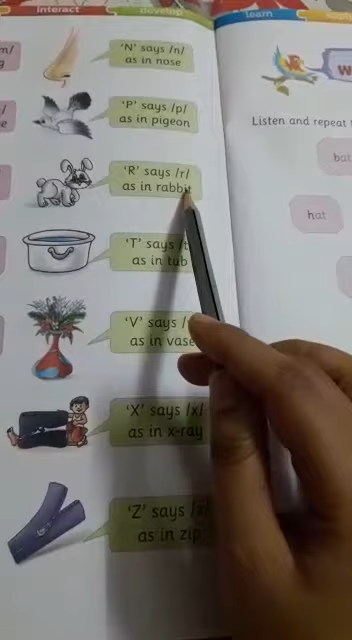 interact
develop
learn
m/
'N' says /n/
as in nose
'P' says /p/
as in pigeon
'R' says /r/
as in rabbit
'T' says /t
as in tub
'V' says /
as in vase
'X' says /x/
as in x-ray
'Z' says /z/
as in zip
W
Listen and repeat
bat
hat